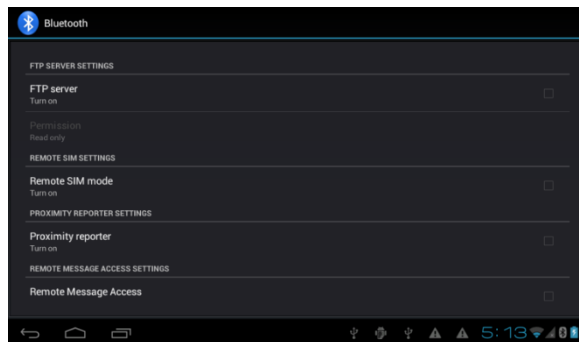 Bluetooth
FTP SERVER SETTINGS
FTP server
Turn on
Permission
Read only
REMOTE SIM SETTINGS
Remote SIM mode
Turn on
PROXIMITY REPORTER SETTINGS
Proximity reporter
Turn on
REMOTE MESSAGE ACCESS SETTINGS
Remote Message Access
5:13